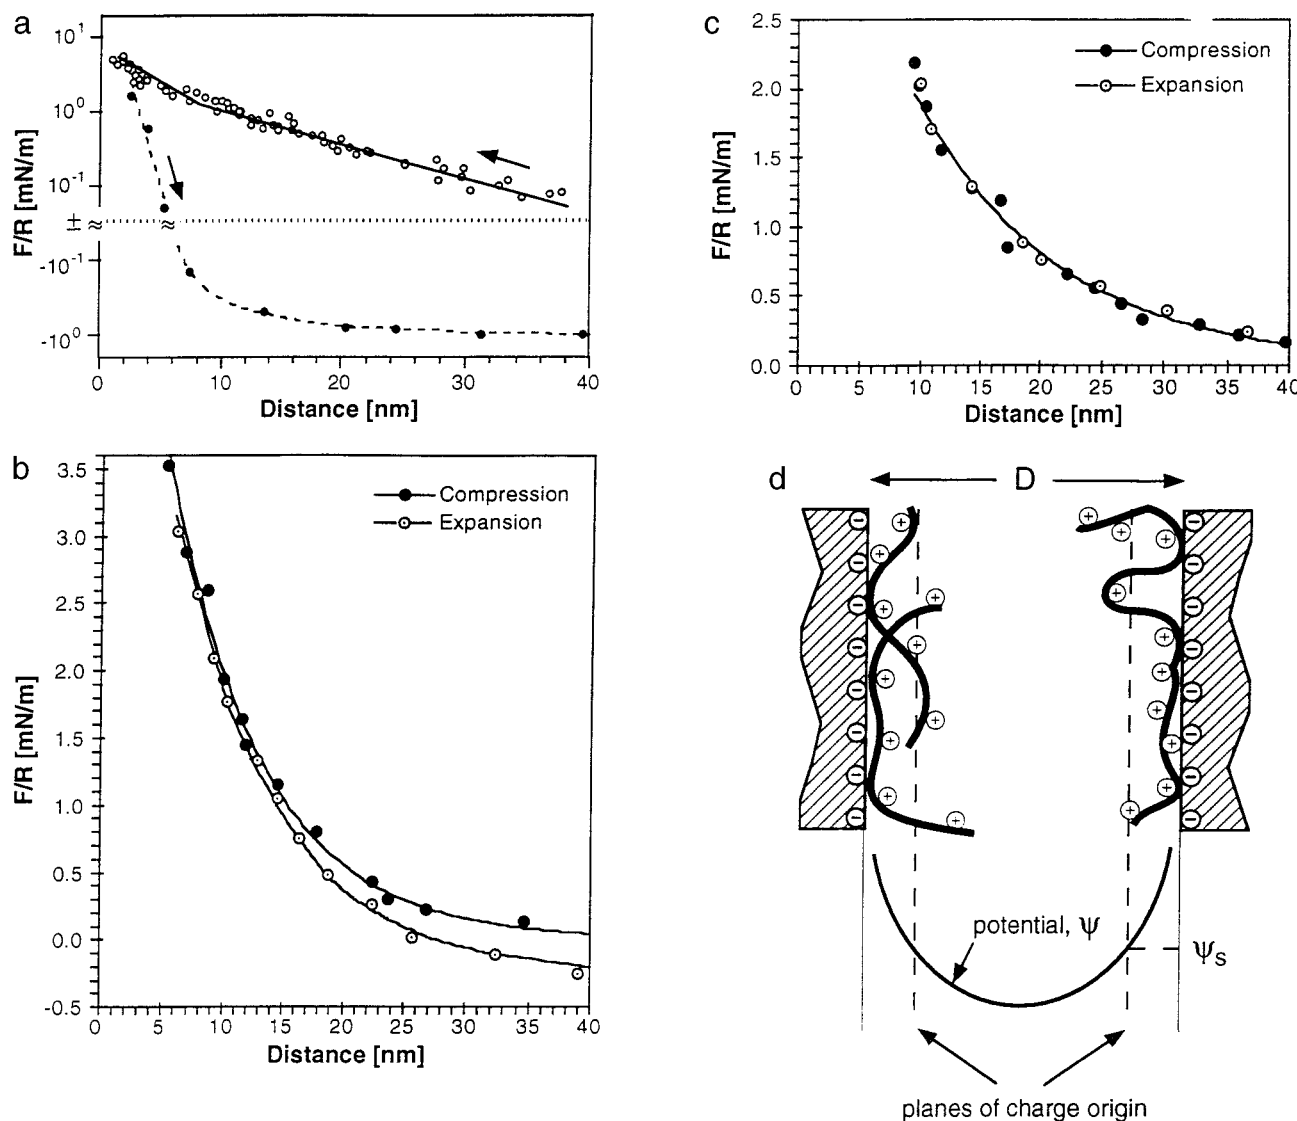 a
10¹
10⁰
10⁻¹
±
≈
≈
-10⁻¹
-10⁰
F/R [mN/m]
0
10
20
30
40
Distance [nm]
b
3.5
3.0
2.5
2.0
1.5
1.0
0.5
0.0
-0.5
F/R [mN/m]
Compression
Expansion
0
5
10
15
20
25
30
35
40
Distance [nm]
c
2.5
2.0
1.5
1.0
0.5
0.0
F/R [mN/m]
Compression
Expansion
0
5
10
15
20
25
30
35
40
Distance [nm]
d
D
potential, Ψ
Ψs
planes of charge origin